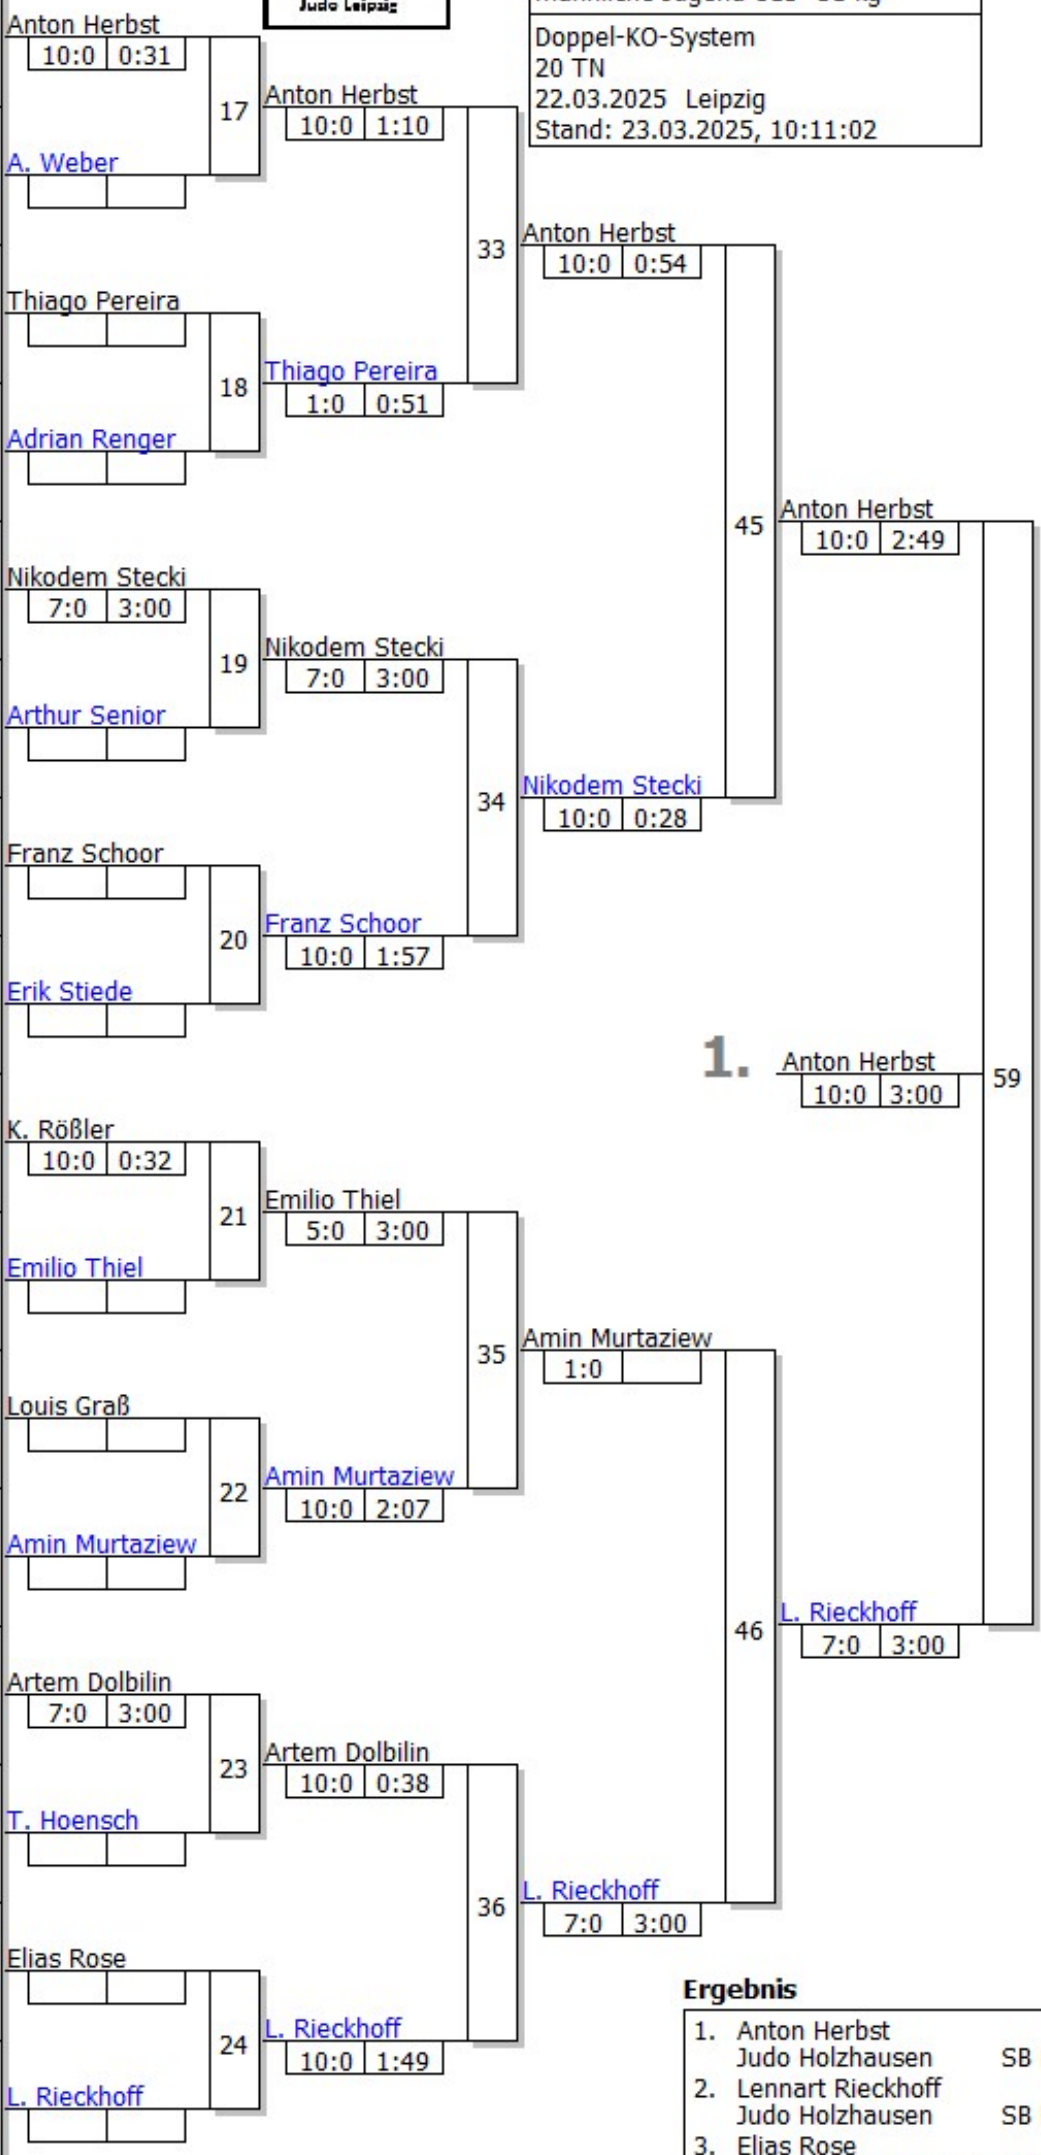 Judo Leipzig
Doppel-KO-System
20 TN
22.03.2025 Leipzig
Stand: 23.03.2025, 10:11:02
Anton Herbst
10:0 0:31
17
A. Weber
Thiago Pereira
18
Adrian Renger
Nikodem Stecki
7:0 3:00
19
Arthur Senior
Franz Schoor
20
Erik Stiede
K. Rößler
10:0 0:32
21
Emilio Thiel
Louis Graß
22
Amin Murtaziew
Artem Dolbilin
7:0 3:00
23
T. Hoensch
Elias Rose
24
L. Rieckhoff
Anton Herbst
10:0 1:10
33
Thiago Pereira
1:0 0:51
Nikodem Stecki
7:0 3:00
34
Franz Schoor
10:0 1:57
Emilio Thiel
5:0 3:00
35
Amin Murtaziew
10:0 2:07
Artem Dolbilin
10:0 0:38
36
L. Rieckhoff
10:0 1:49
Anton Herbst
10:0 0:54
45
Nikodem Stecki
10:0 0:28
Amin Murtaziew
1:0
46
L. Rieckhoff
7:0 3:00
Anton Herbst
10:0 2:49
59
L. Rieckhoff
7:0 3:00
1. Anton Herbst
10:0 3:00
Ergebnis
1. Anton Herbst
Judo Holzhausen SB
2. Lennart Rieckhoff
Judo Holzhausen SB
3. Elias Rose